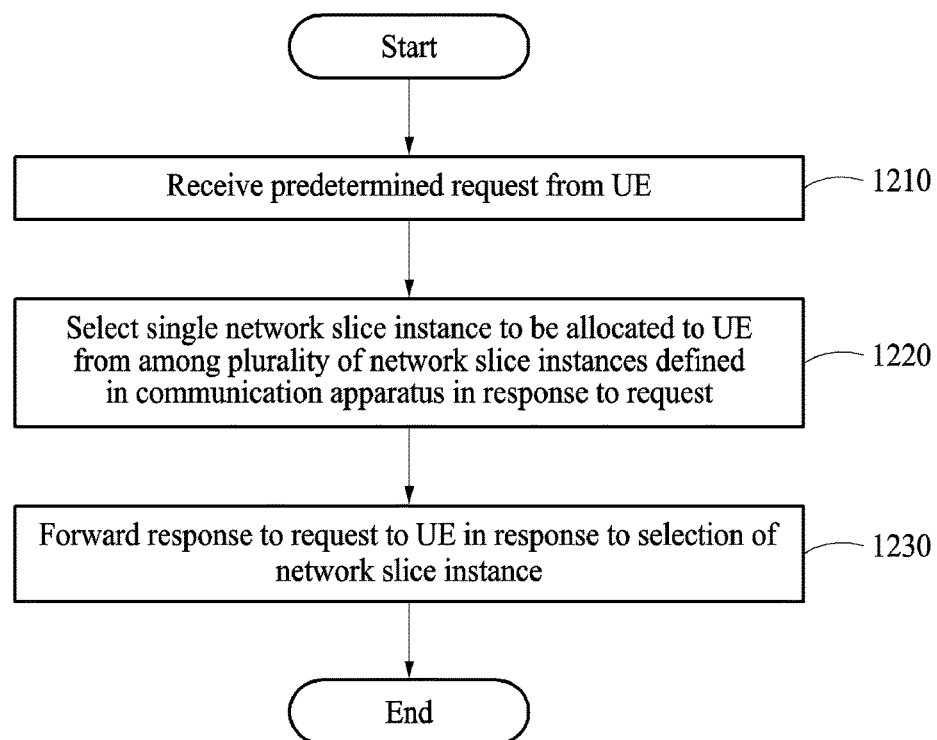 Start
Receive predetermined request from UE
1210
Select single network slice instance to be allocated to UE
from among plurality of network slice instances defined
in communication apparatus in response to request
1220
Forward response to request to UE in response to selection of
network slice instance
1230
End